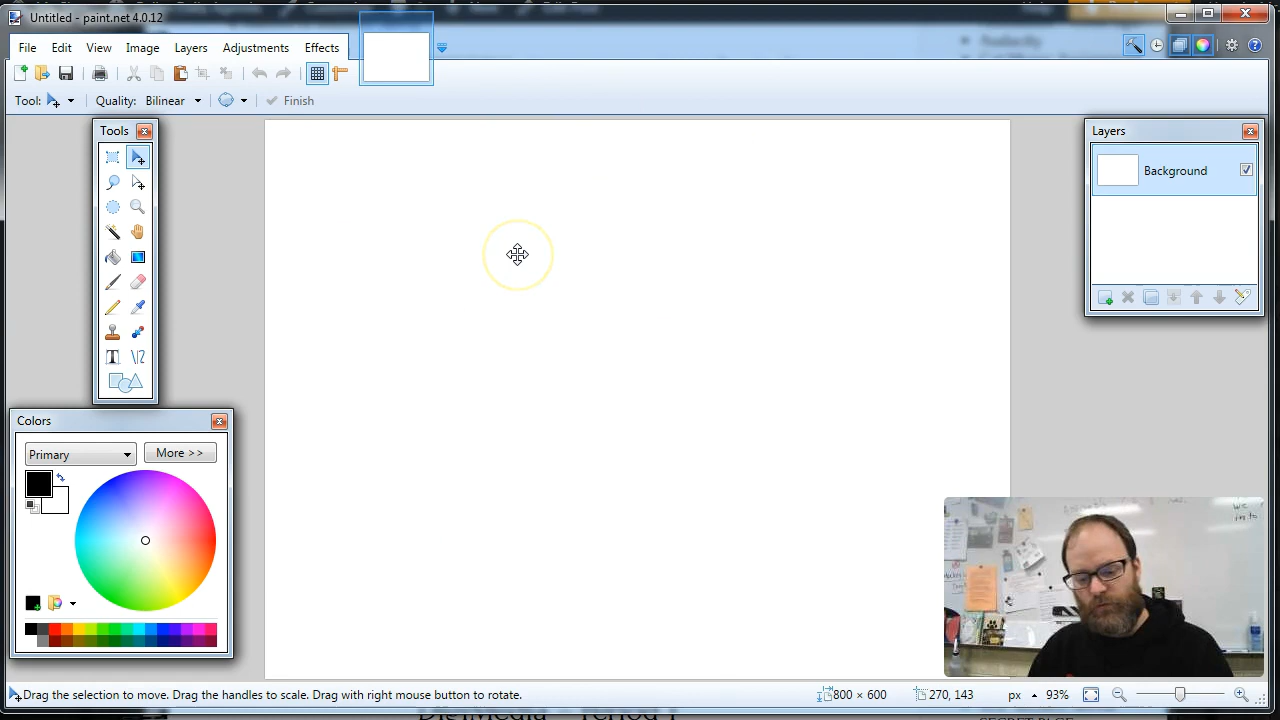 Untitled - paint.net 4.0.12
File Edit View Image Layers Adjustments Effects
Tool: Quality: Bilinear Finish
Tools
Layers
Background
Colors
Primary More >>
We
Drag the selection to move. Drag the handles to scale. Drag with right mouse button to rotate. 800 × 600 270, 143 px 93%